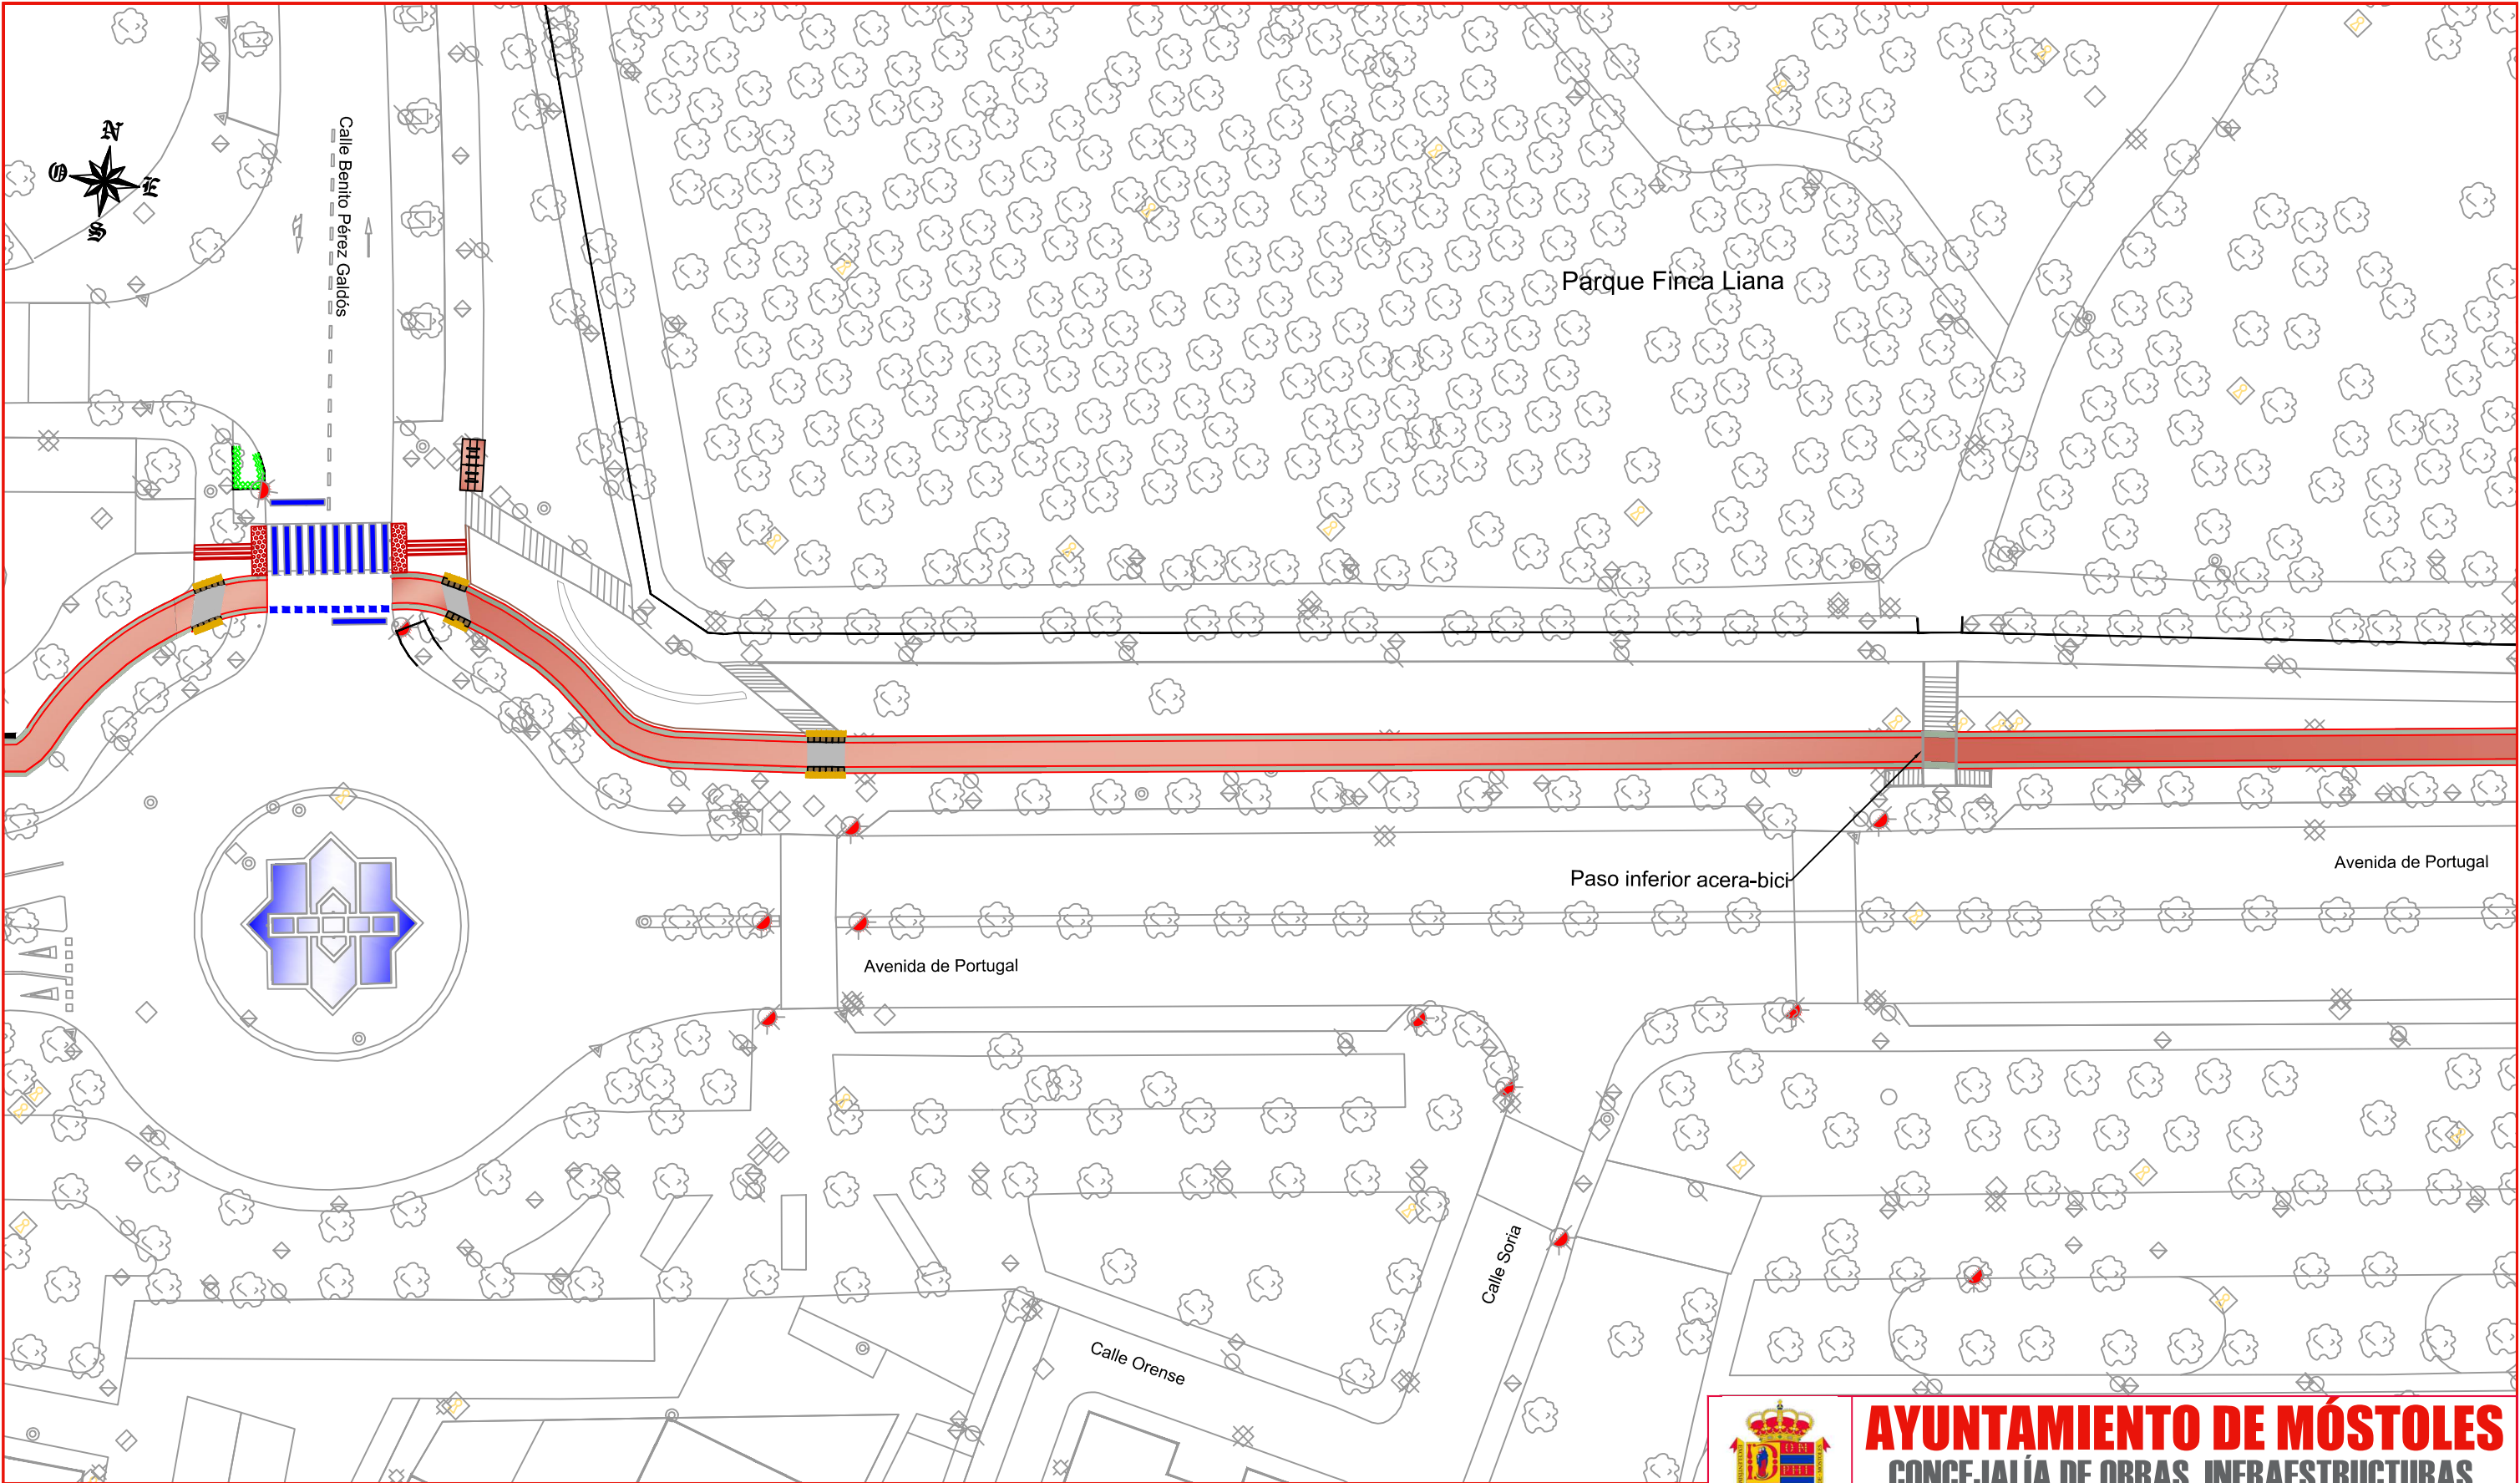 N
O
E
S
Calle Benito Pérez Galdós
Parque Finca Liana
Paso inferior acera-bici
Avenida de Portugal
Avenida de Portugal
Calle Soria
Calle Orense
AYUNTAMIENTO DE MÓSTOLES
CONCEJALÍA DE OBRAS, INFRAESTRUCTURAS